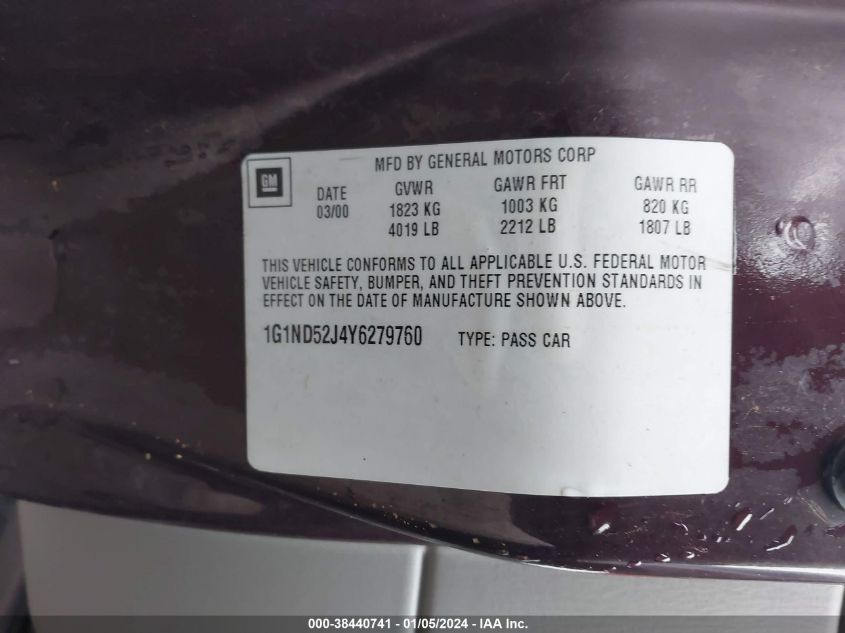 MFD BY GENERAL MOTORS CORP
GM
DATE GVWR GAWR FRT GAWR RR
03/00 1823 KG 1003 KG 820 KG
4019 LB 2212 LB 1807 LB
THIS VEHICLE CONFORMS TO ALL APPLICABLE U.S. FEDERAL MOTOR
VEHICLE SAFETY, BUMPER, AND THEFT PREVENTION STANDARDS IN
EFFECT ON THE DATE OF MANUFACTURE SHOWN ABOVE.
1G1ND52J4Y6279760 TYPE: PASS CAR
000-38440741 - 01/05/2024 - IAA Inc.